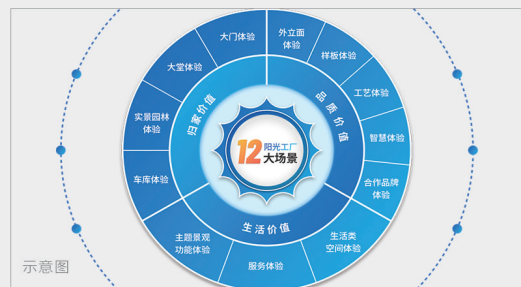 大门体验
外立面
体验
样板体验
工艺体验
智慧体验
合作品牌
体验
生活类
空间体验
服务体验
主题景观
功能体验
车库体验
实景园林
体验
大堂体验
归家价值
品质价值
生活价值
12
阳光工厂
大场景
示意图